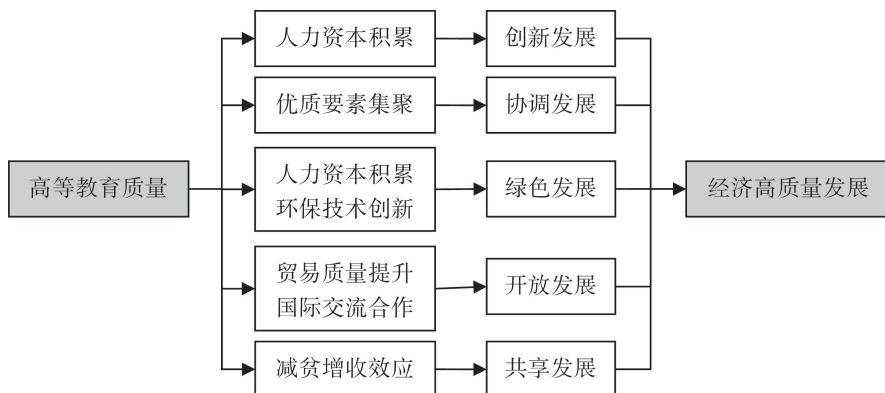 人力资本积累
创新发展
优质要素集聚
协调发展
高等教育质量
人力资本积累
环保技术创新
绿色发展
经济高质量发展
贸易质量提升
国际交流合作
开放发展
减贫增收效应
共享发展